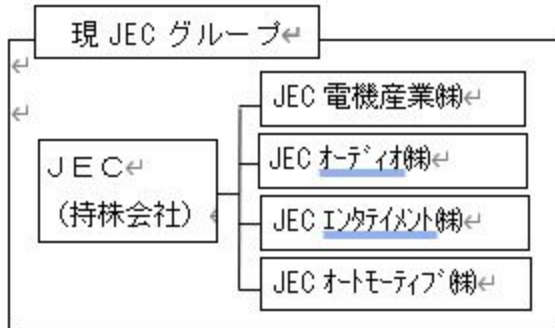 現 JEC グループ↵
↵
↵
JEC 電機産業㈱↵
JEC ｵｰﾃﾞｨｵ㈱↵
ＪＥＣ↵
（持株会社）↵
JEC ｴﾝﾀﾃｲﾒﾝﾄ㈱↵
JEC ｵｰﾄﾓｰﾃｨﾌﾞ㈱↵